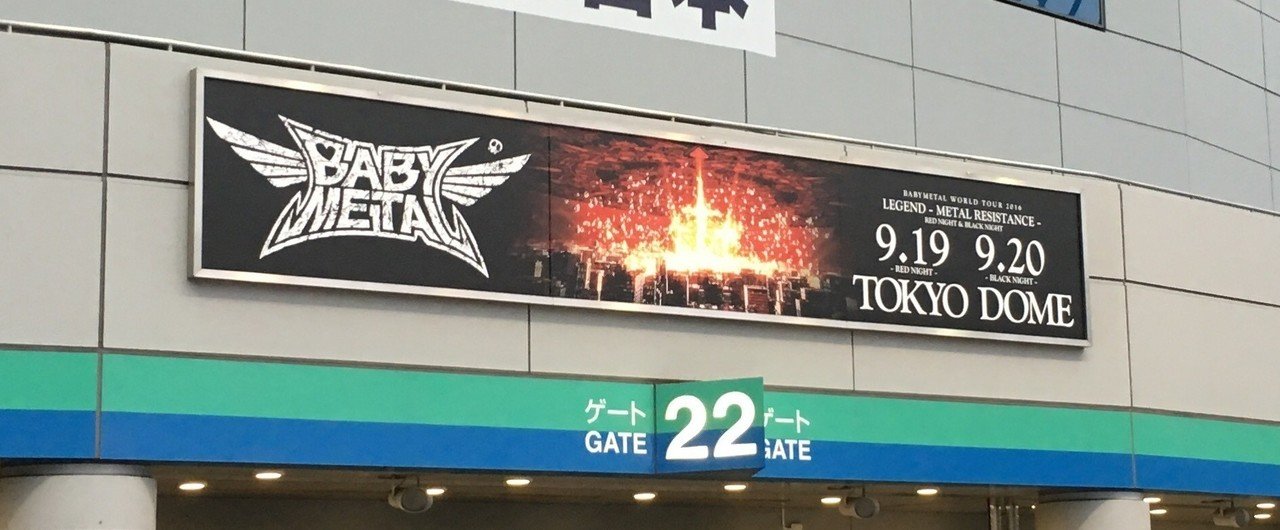 BABY
METAL
BABYMETAL WORLD TOUR 2016
LEGEND - METAL RESISTANCE -
RED NIGHT & BLACK NIGHT
9.19 9.20
- RED NIGHT - - BLACK NIGHT -
TOKYO DOME
ゲート 22 ゲート
GATE GATE